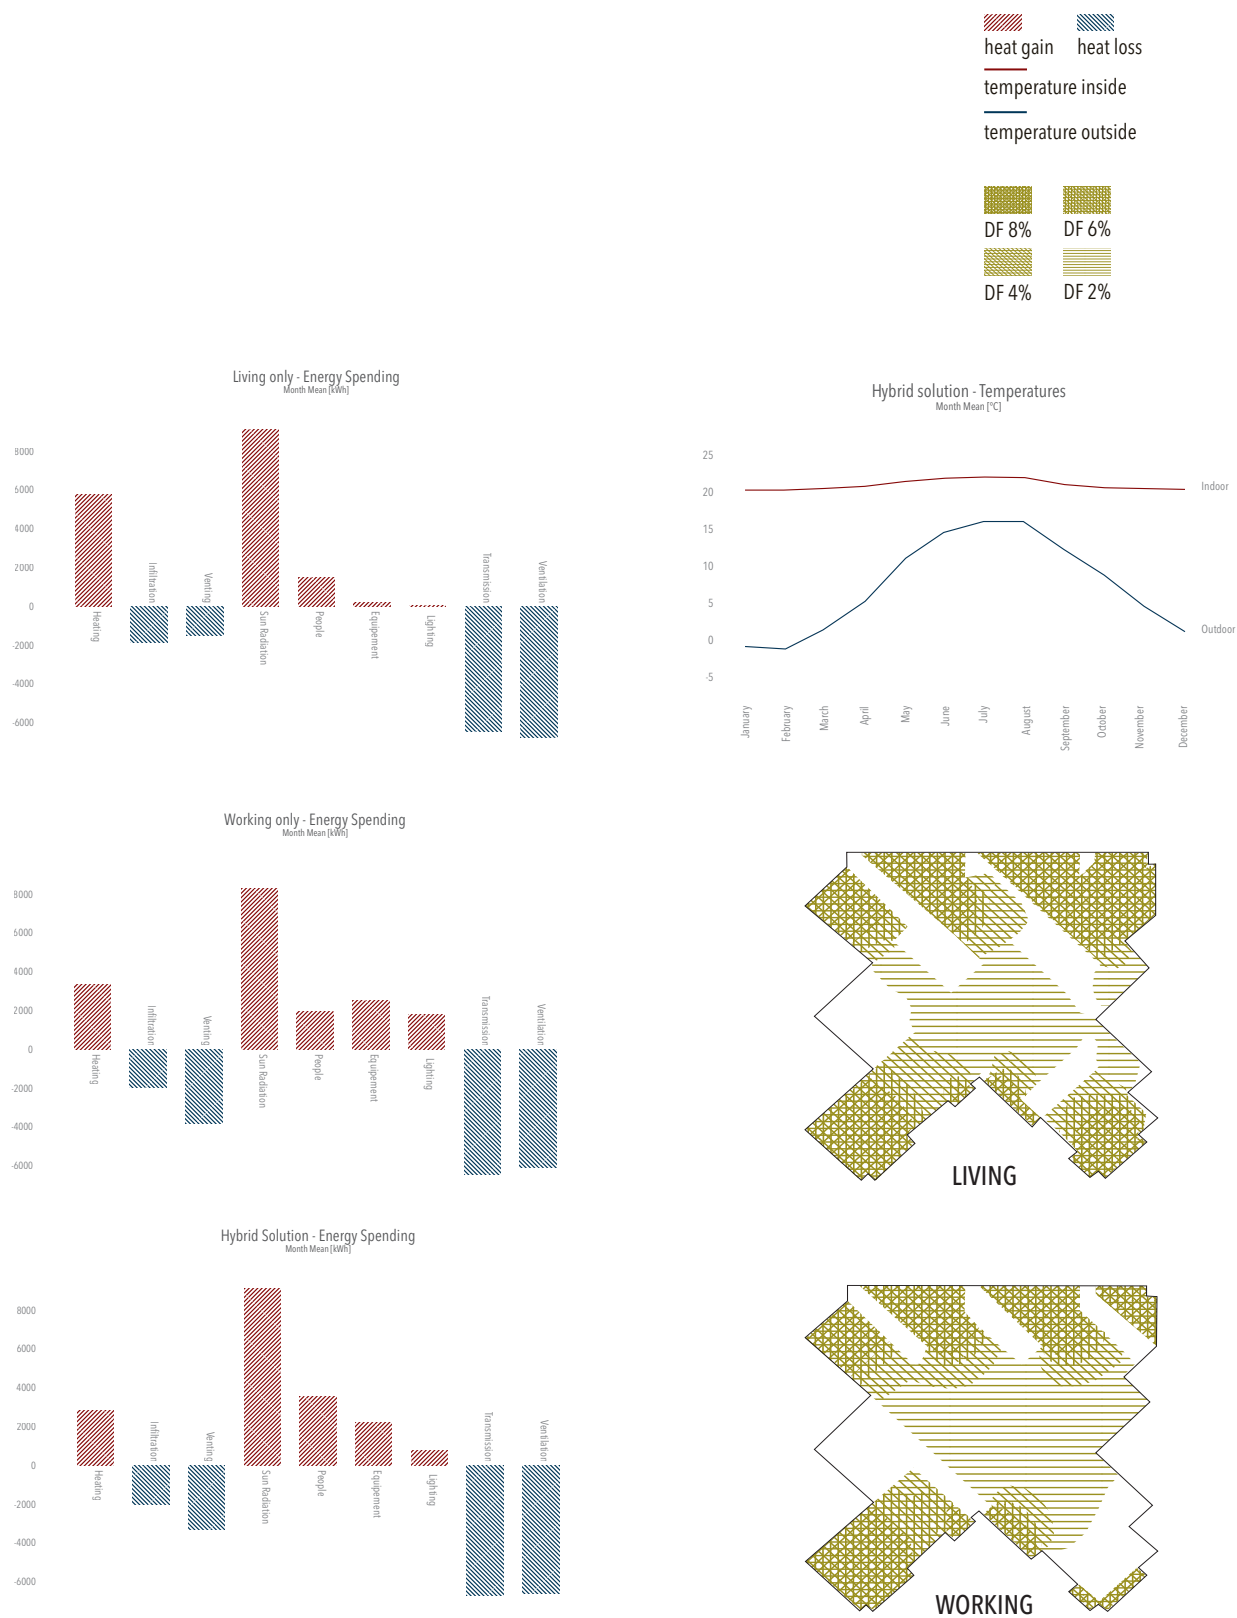 heat gain heat loss
temperature inside
temperature outside
DF 8% DF 6%
DF 4% DF 2%
Living only - Energy Spending
Month Mean [kWh]
8000
6000
4000
2000
0
-2000
-4000
-6000
Heating
Infiltration
Venting
Sun Radiation
People
Equipement
Lighting
Transmission
Ventilation
Hybrid solution - Temperatures
Month Mean [°C]
25
20
15
10
5
0
-5
Indoor
Outdoor
January
February
March
April
May
June
July
August
September
October
November
December
Working only - Energy Spending
Month Mean [kWh]
8000
6000
4000
2000
0
-2000
-4000
-6000
Heating
Infiltration
Venting
Sun Radiation
People
Equipement
Lighting
Transmission
Ventilation
LIVING
Hybrid Solution - Energy Spending
Month Mean [kWh]
8000
6000
4000
2000
0
-2000
-4000
-6000
Heating
Infiltration
Venting
Sun Radiation
People
Equipement
Lighting
Transmission
Ventilation
WORKING